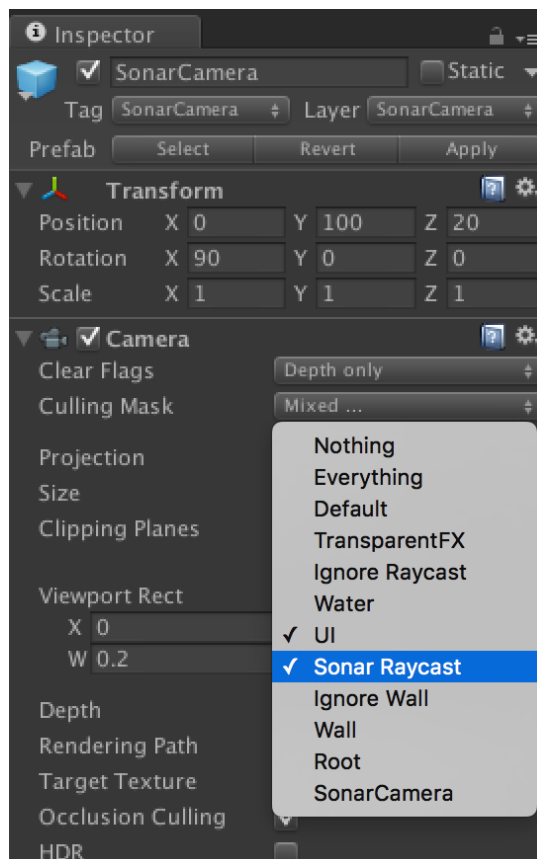 Inspector
SonarCamera Static
Tag SonarCamera Layer SonarCamera
Prefab Select Revert Apply
Transform
Position X 0 Y 100 Z 20
Rotation X 90 Y 0 Z 0
Scale X 1 Y 1 Z 1
Camera
Clear Flags Depth only
Culling Mask Mixed ...
Nothing
Projection
Everything
Size
Default
Clipping Planes
TransparentFX
Ignore Raycast
Viewport Rect
Water
X 0
UI
W 0.2
Sonar Raycast
Ignore Wall
Depth
Wall
Rendering Path
Root
Target Texture
SonarCamera
Occlusion Culling
HDR